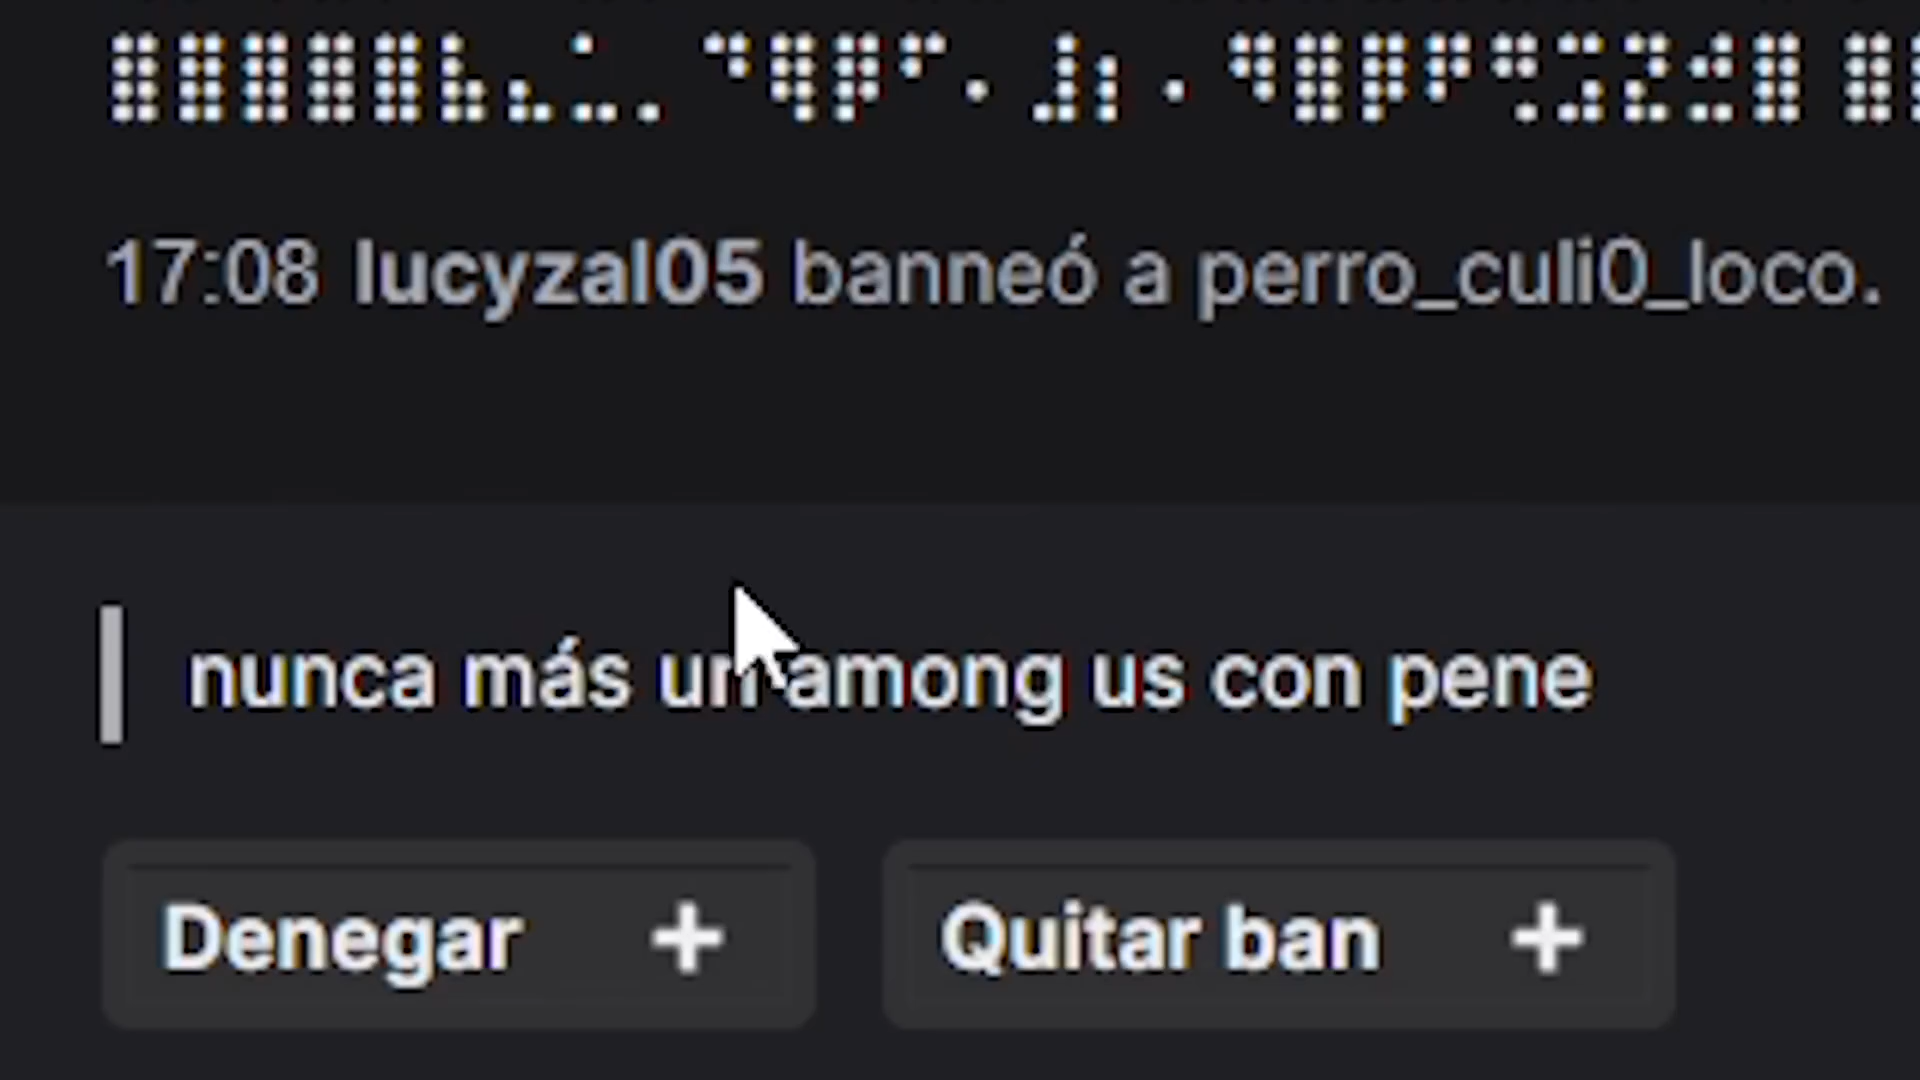 17:08 lucyzal05 banneó a perro_culi0_loco.
nunca más un among us con pene
Denegar +
Quitar ban +